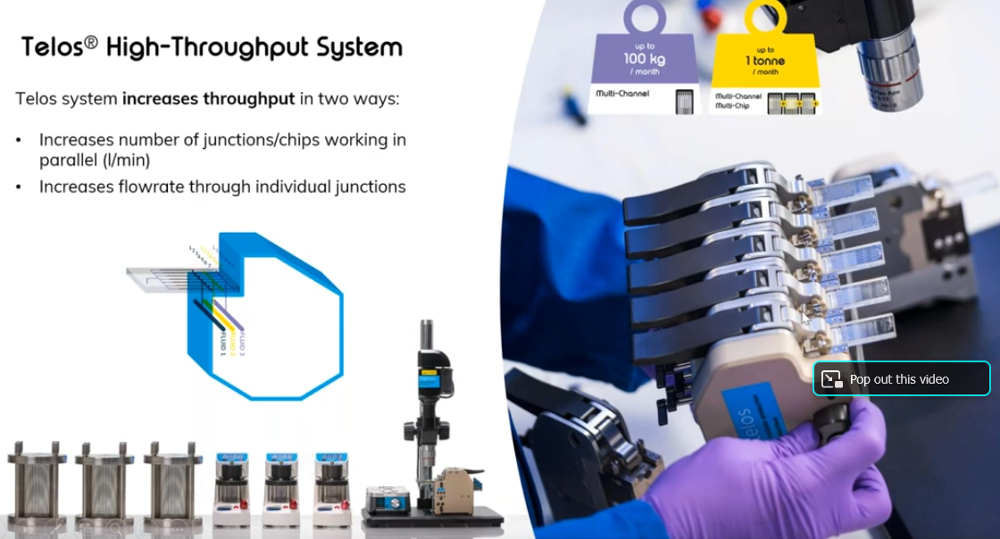 Telos® High-Throughput System
Telos system increases throughput in two ways:
• Increases number of junctions/chips working in
parallel (l/min)
• Increases flowrate through individual junctions
FLUID 1
FLUID 2
FLUID 3
up to
100 kg
/ month
Multi-Channel
up to
1 tonne
/ month
Multi-Channel
Multi-Chip
Plan Apo
telos
Pop out this video